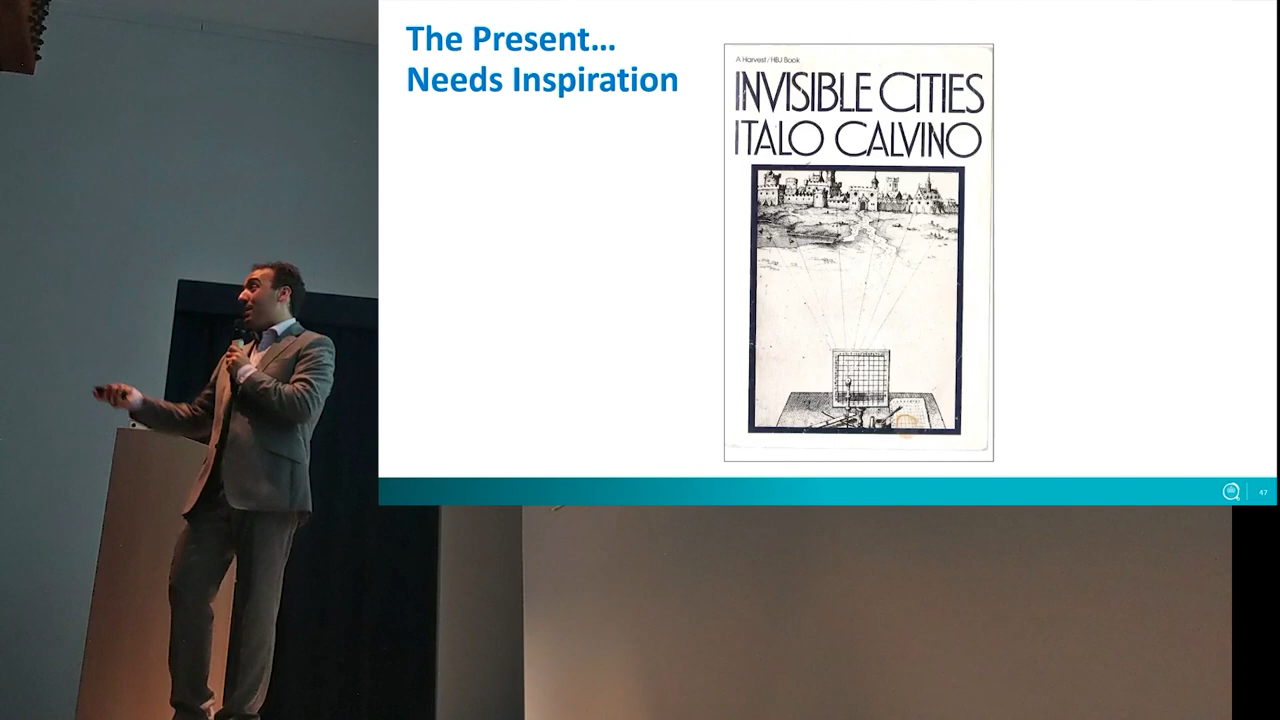 The Present…
Needs Inspiration
A Harvest/HBJ Book
INVISIBLE CITIES
ITALO CALVINO
47